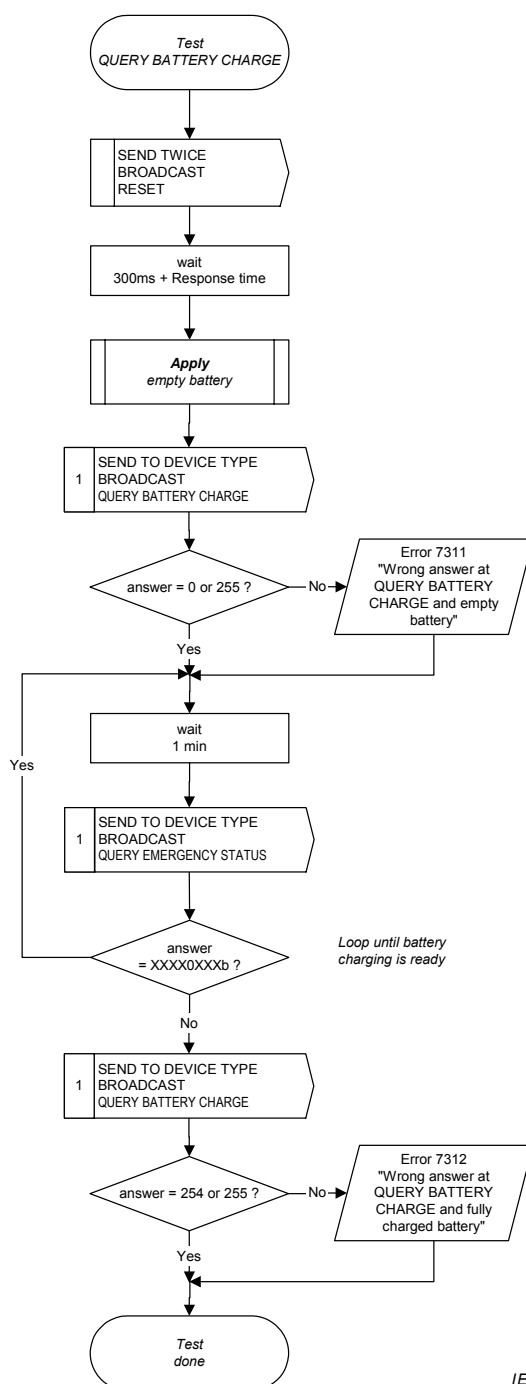 Test
QUERY BATTERY CHARGE
SEND TWICE
BROADCAST
RESET
wait
300ms + Response time
Apply
empty battery
1
SEND TO DEVICE TYPE
BROADCAST
QUERY BATTERY CHARGE
answer = 0 or 255 ?
No
Error 7311
"Wrong answer at
QUERY BATTERY
CHARGE and empty
battery"
Yes
wait
1 min
Yes
1
SEND TO DEVICE TYPE
BROADCAST
QUERY EMERGENCY STATUS
answer
= XXXX0XXXb ?
Loop until battery
charging is ready
No
1
SEND TO DEVICE TYPE
BROADCAST
QUERY BATTERY CHARGE
answer = 254 or 255 ?
No
Error 7312
"Wrong answer at
QUERY BATTERY
CHARGE and fully
charged battery"
Yes
Test
done
IE